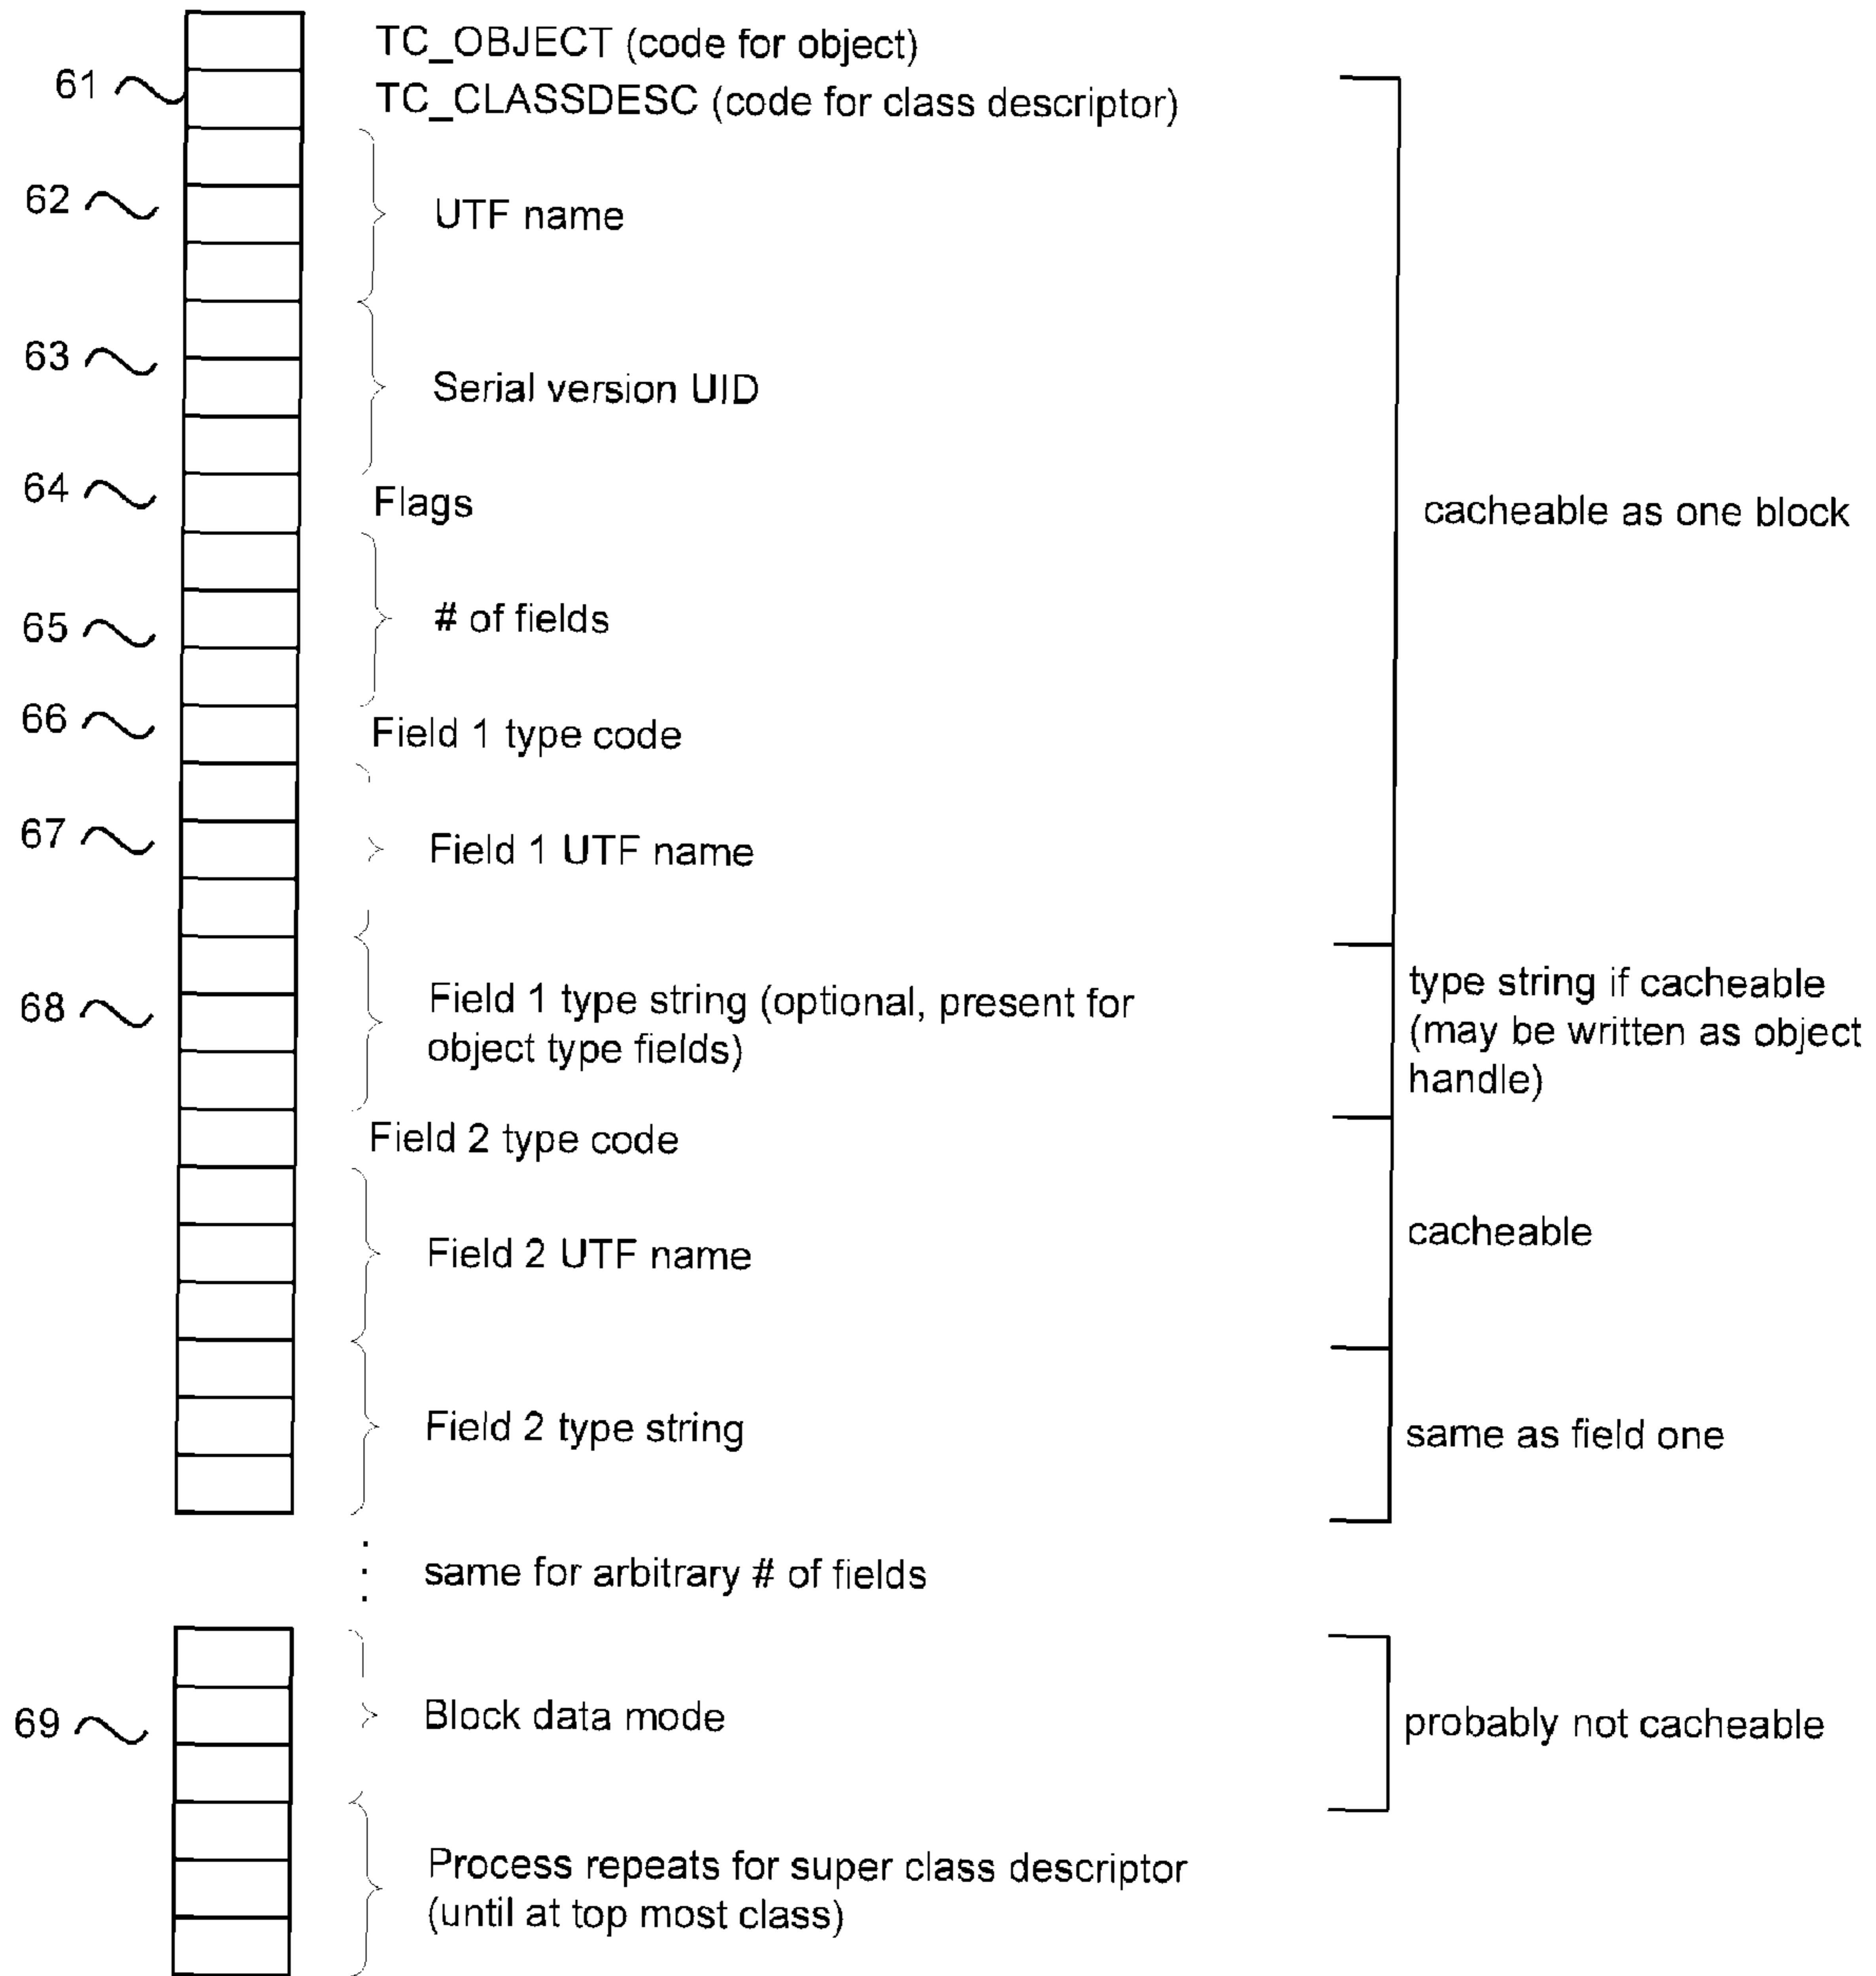 TC_OBJECT (code for object)
61
TC_CLASSDESC (code for class descriptor)
62
UTF name
63
Serial version UID
64
Flags
cacheable as one block
65
# of fields
66
Field 1 type code
67
Field 1 UTF name
68
Field 1 type string (optional, present for
object type fields)
type string if cacheable
(may be written as object
handle)
Field 2 type code
Field 2 UTF name
cacheable
Field 2 type string
same as field one
same for arbitrary # of fields
69
Block data mode
probably not cacheable
Process repeats for super class descriptor
(until at top most class)